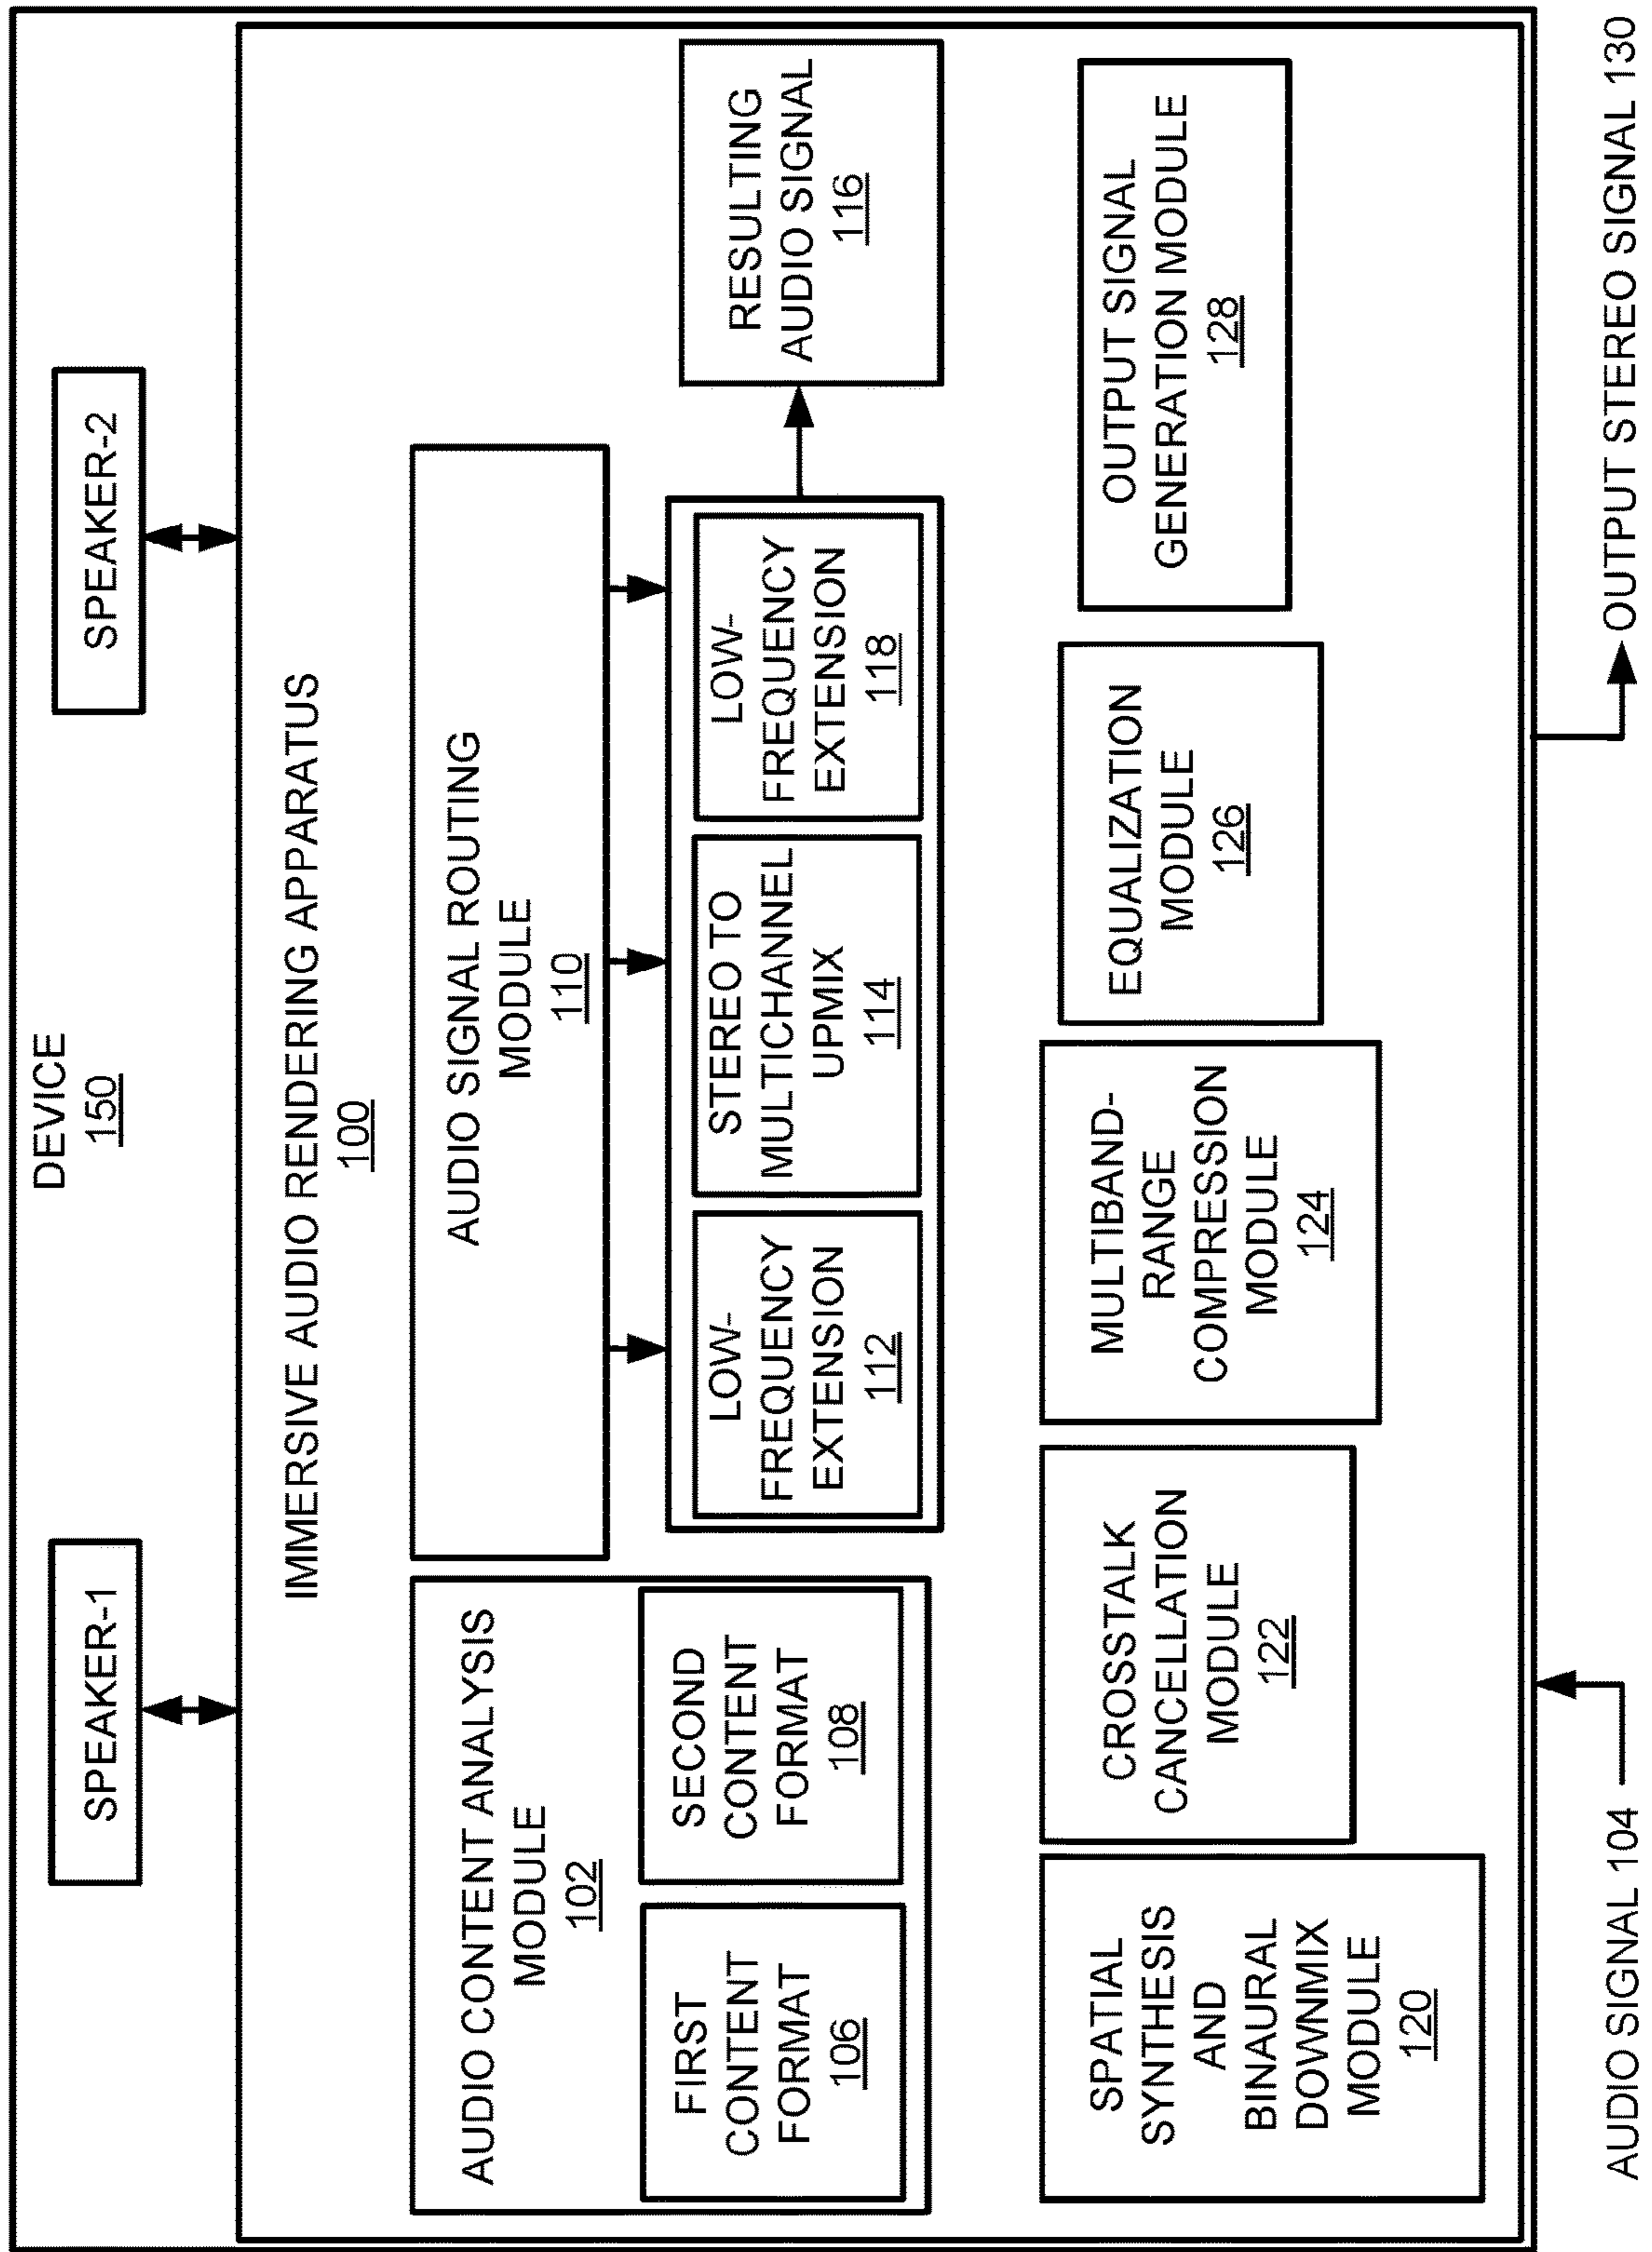 DEVICE
150
SPEAKER-1
SPEAKER-2
IMMERSIVE AUDIO RENDERING APPARATUS
100
AUDIO CONTENT ANALYSIS
MODULE
102
FIRST
CONTENT
FORMAT
106
SECOND
CONTENT
FORMAT
108
AUDIO SIGNAL ROUTING
MODULE
110
LOW-
FREQUENCY
EXTENSION
112
STEREO TO
MULTICHANNEL
UPMIX
114
LOW-
FREQUENCY
EXTENSION
118
RESULTING
AUDIO SIGNAL
116
SPATIAL
SYNTHESIS
AND
BINAURAL
DOWNMIX
MODULE
120
CROSSTALK
CANCELLATION
MODULE
122
MULTIBAND-
RANGE
COMPRESSION
MODULE
124
EQUALIZATION
MODULE
126
OUTPUT SIGNAL
GENERATION MODULE
128
AUDIO SIGNAL 104
OUTPUT STEREO SIGNAL 130